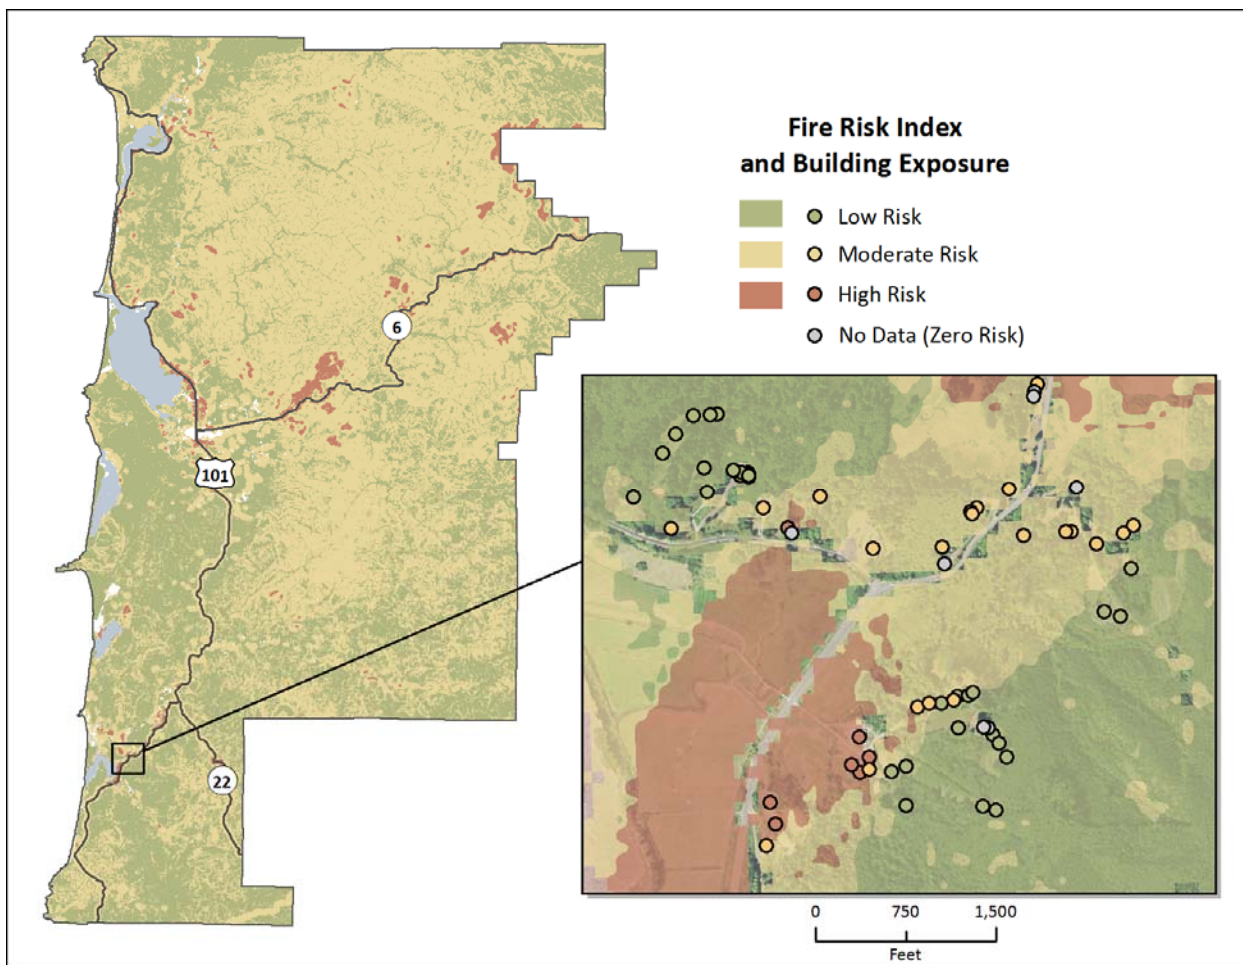 Fire Risk Index
and Building Exposure
Low Risk
Moderate Risk
High Risk
No Data (Zero Risk)
6
101
22
0 750 1,500
Feet